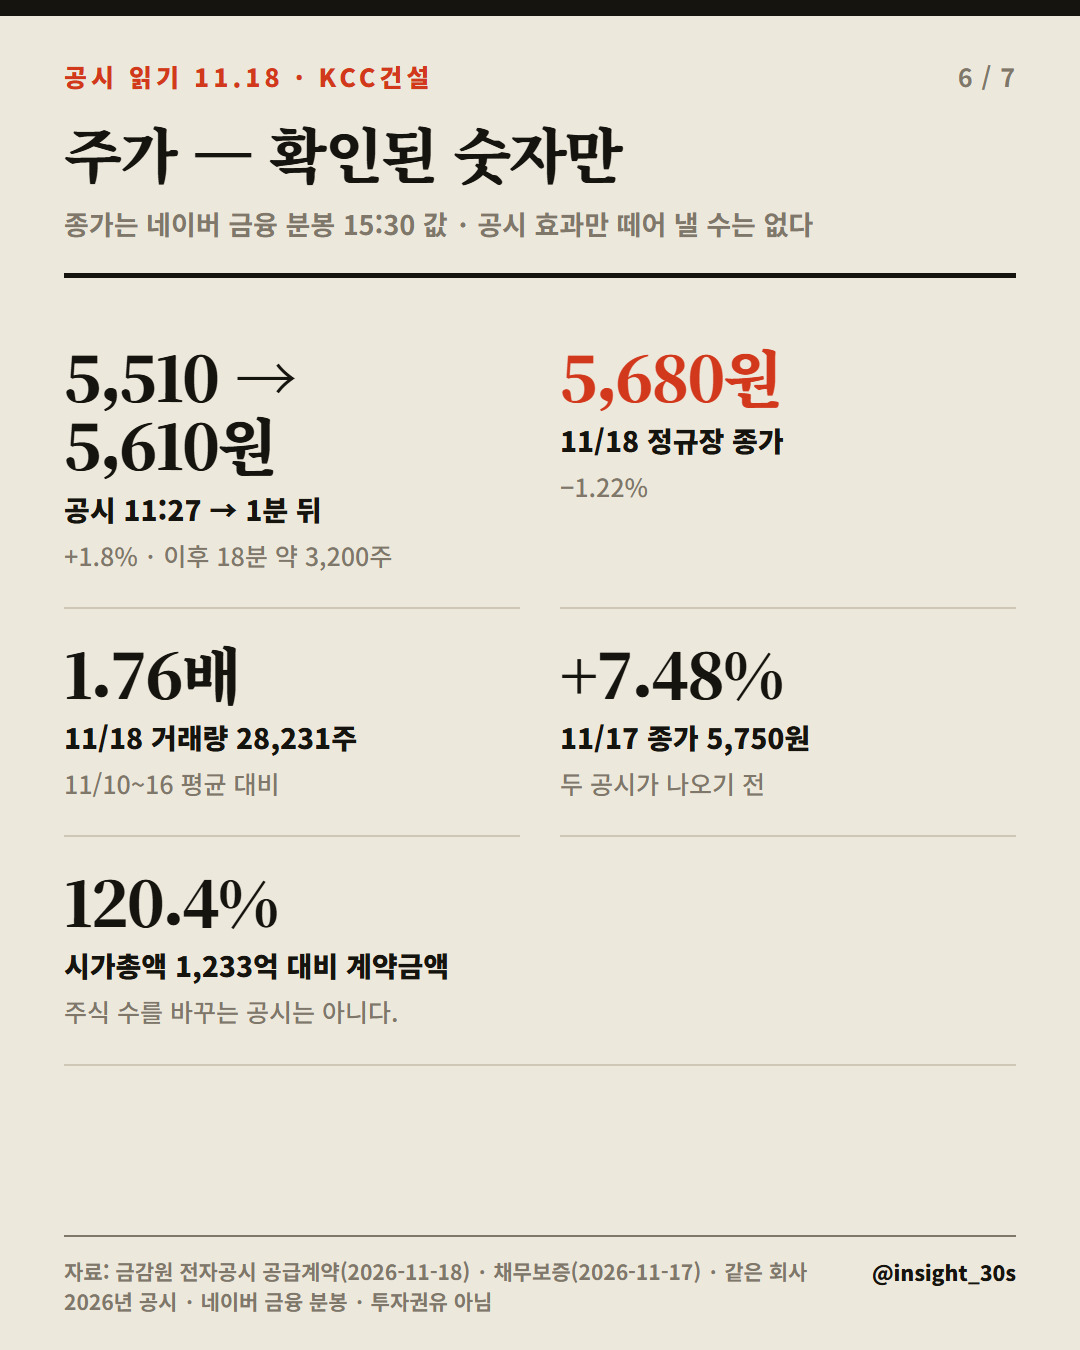 공시 읽기 11.18 · KCC건설
6 / 7
주가 — 확인된 숫자만
종가는 네이버 금융 분봉 15:30 값 · 공시 효과만 떼어 낼 수는 없다
5,510 →
5,610원
공시 11:27 → 1분 뒤
+1.8% · 이후 18분 약 3,200주
5,680원
11/18 정규장 종가
−1.22%
1.76배
11/18 거래량 28,231주
11/10~16 평균 대비
+7.48%
11/17 종가 5,750원
두 공시가 나오기 전
120.4%
시가총액 1,233억 대비 계약금액
주식 수를 바꾸는 공시는 아니다.
자료: 금감원 전자공시 공급계약(2026-11-18) · 채무보증(2026-11-17) · 같은 회사
2026년 공시 · 네이버 금융 분봉 · 투자권유 아님
@insight_30s